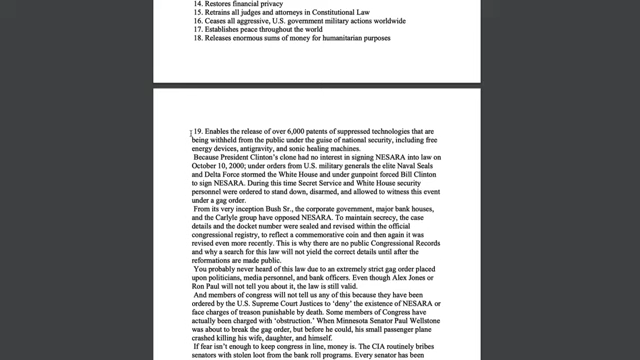 14. Restores financial privacy
15. Retrains all judges and attorneys in Constitutional Law
16. Ceases all aggressive, U.S. government military actions worldwide
17. Establishes peace throughout the world
18. Releases enormous sums of money for humanitarian purposes
19. Enables the release of over 6,000 patents of suppressed technologies that are
being withheld from the public under the guise of national security, including free
energy devices, antigravity, and sonic healing machines.
Because President Clinton's clone had no interest in signing NESARA into law on
October 10, 2000; under orders from U.S. military generals the elite Naval Seals
and Delta Force stormed the White House and under gunpoint forced Bill Clinton
to sign NESARA. During this time Secret Service and White House security
personnel were ordered to stand down, disarmed, and allowed to witness this event
under a gag order.
From its very inception Bush Sr., the corporate government, major bank houses,
and the Carlyle group have opposed NESARA. To maintain secrecy, the case
details and the docket number were sealed and revised within the official
congressional registry, to reflect a commemorative coin and then again it was
revised even more recently. This is why there are no public Congressional Records
and why a search for this law will not yield the correct details until after the
reformations are made public.
You probably never heard of this law due to an extremely strict gag order placed
upon politicians, media personnel, and bank officers. Even though Alex Jones or
Ron Paul will not tell you about it, the law is still valid.
And members of congress will not tell us any of this because they have been
ordered by the U.S. Supreme Court Justices to 'deny' the existence of NESARA or
face charges of treason punishable by death. Some members of Congress have
actually been charged with 'obstruction.' When Minnesota Senator Paul Wellstone
was about to break the gag order, but before he could, his small passenger plane
crashed killing his wife, daughter, and himself.
If fear isn't enough to keep congress in line, money is. The CIA routinely bribes
senators with stolen loot from the bank roll programs. Every senator has been